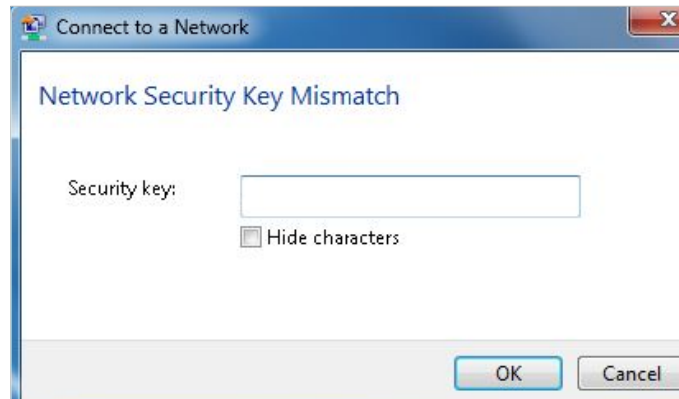 Connect to a Network
Network Security Key Mismatch
Security key:
Hide characters
OK Cancel